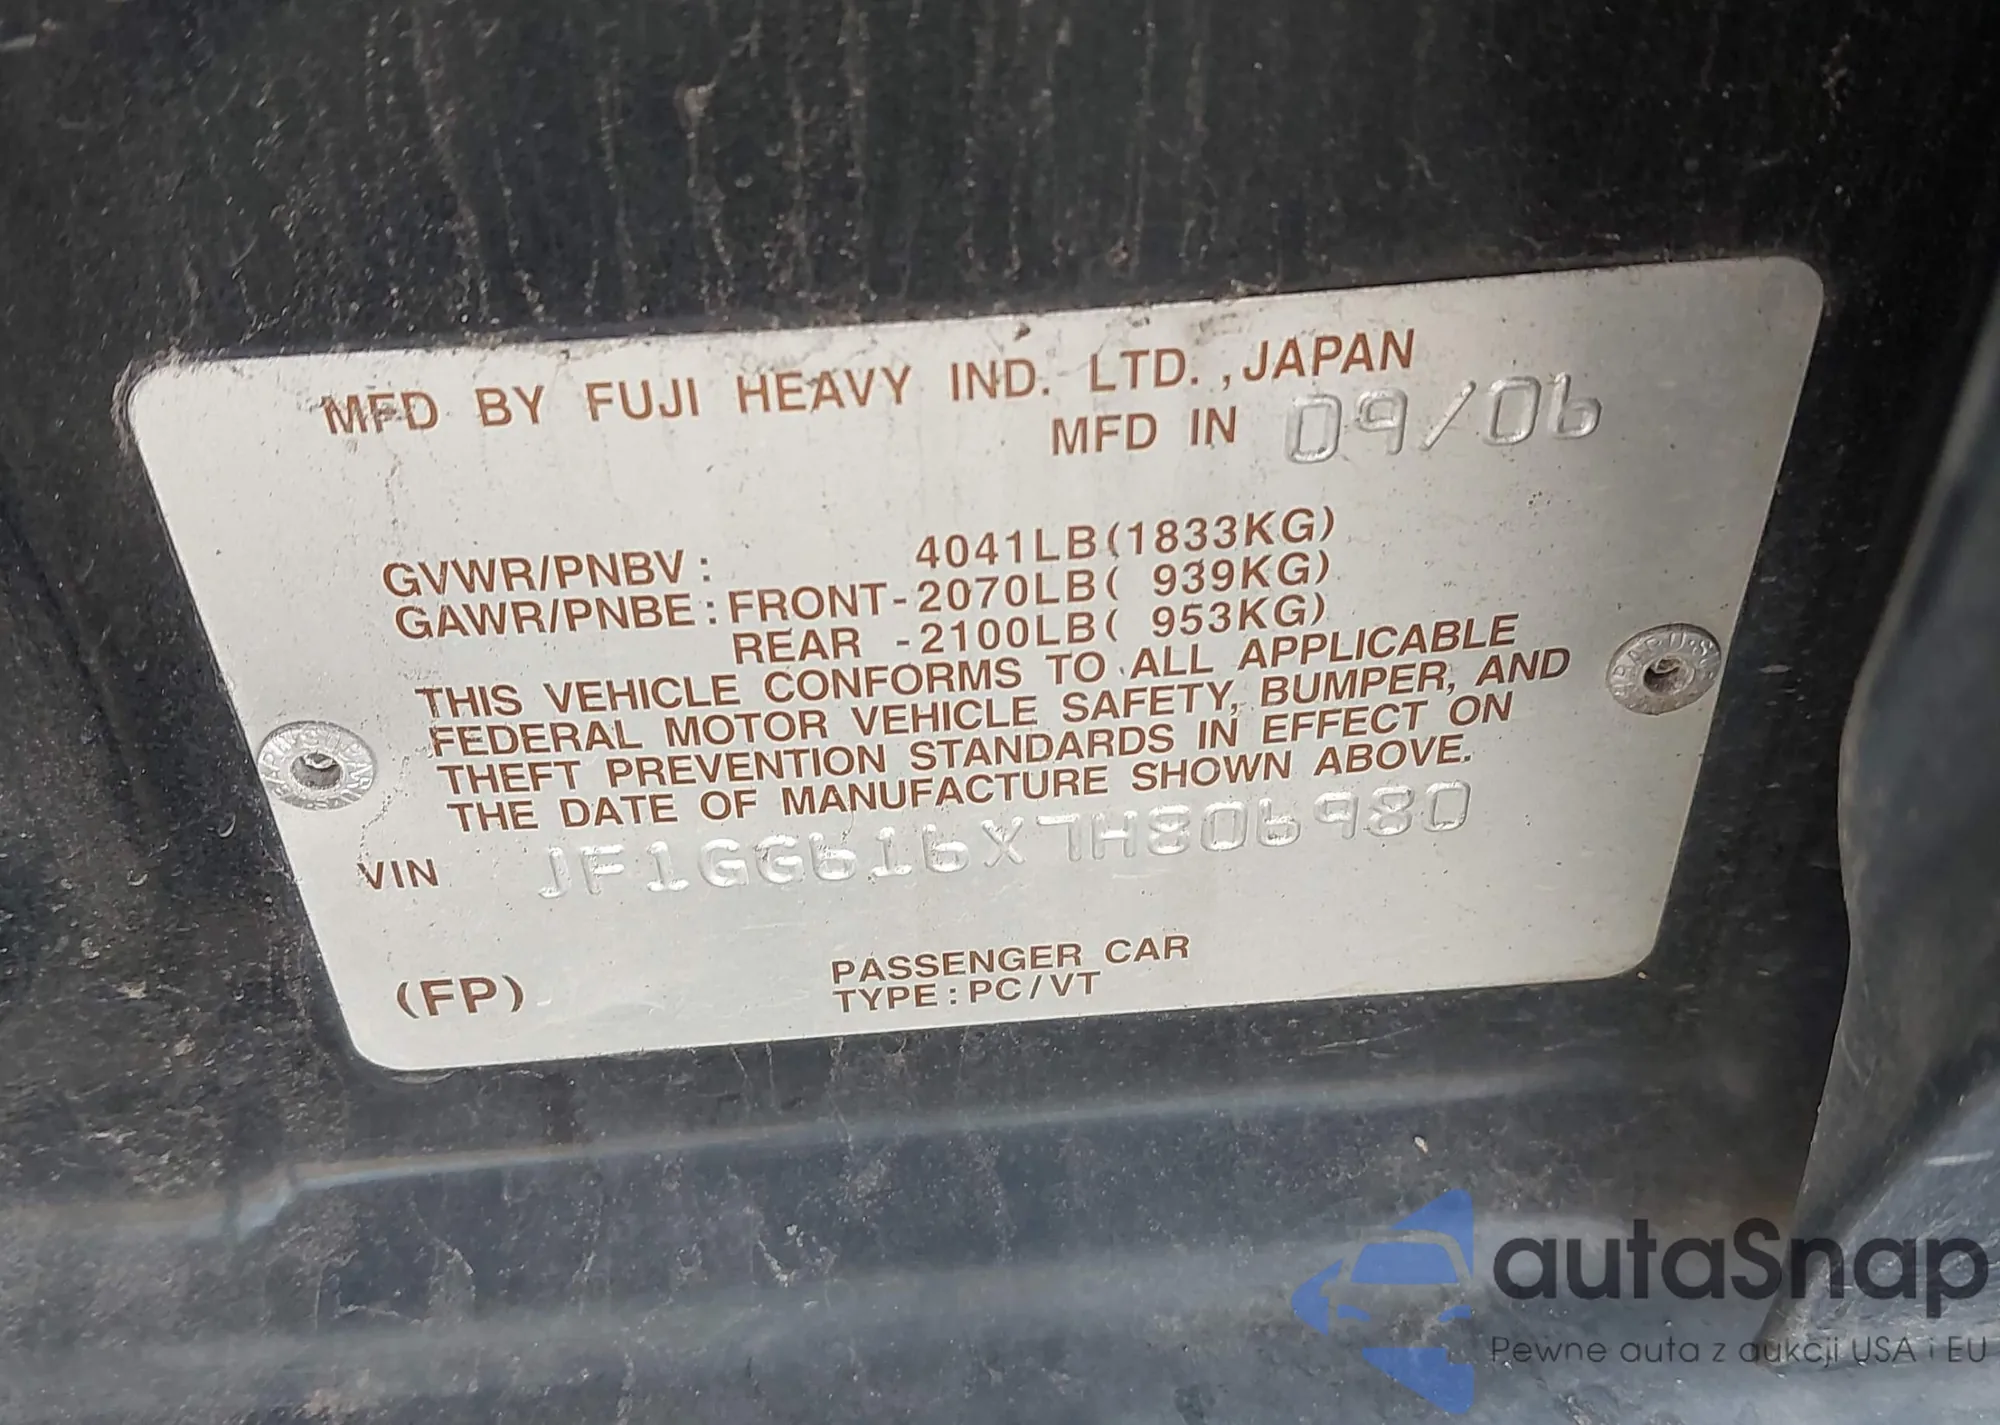 MFD BY FUJI HEAVY IND. LTD., JAPAN
MFD IN 09/06
GVWR/PNBV: 4041LB(1833KG)
GAWR/PNBE: FRONT-2070LB( 939KG)
REAR -2100LB( 953KG)
THIS VEHICLE CONFORMS TO ALL APPLICABLE
FEDERAL MOTOR VEHICLE SAFETY, BUMPER, AND
THEFT PREVENTION STANDARDS IN EFFECT ON
THE DATE OF MANUFACTURE SHOWN ABOVE.
VIN JF1GG616X7H806980
(FP) PASSENGER CAR
TYPE: PC/VT
autaSnap
Pewne auta z aukcji USA i EU